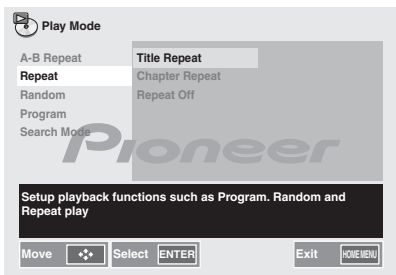 Play Mode
A-B Repeat
Repeat
Random
Program
Search Mode
Title Repeat
Chapter Repeat
Repeat Off
Pioneer
Setup playback functions such as Program. Random and
Repeat play
Move Select ENTER Exit HOME MENU